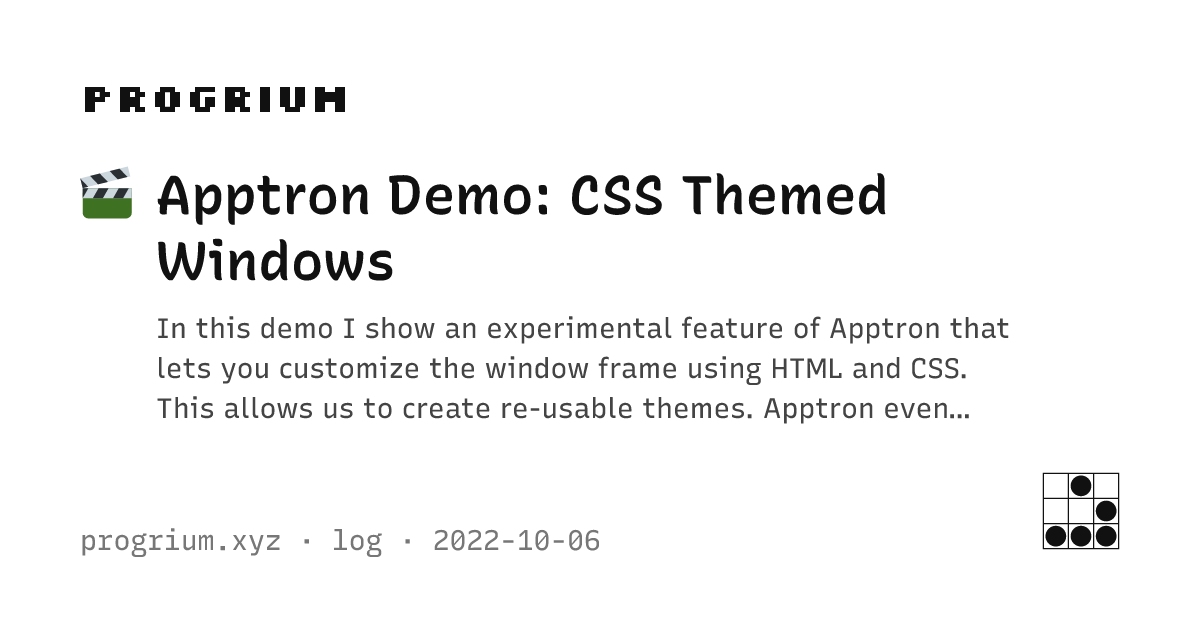 PROGRIUM
Apptron Demo: CSS Themed
Windows
In this demo I show an experimental feature of Apptron that
lets you customize the window frame using HTML and CSS.
This allows us to create re-usable themes. Apptron even...
progrium.xyz · log · 2022-10-06